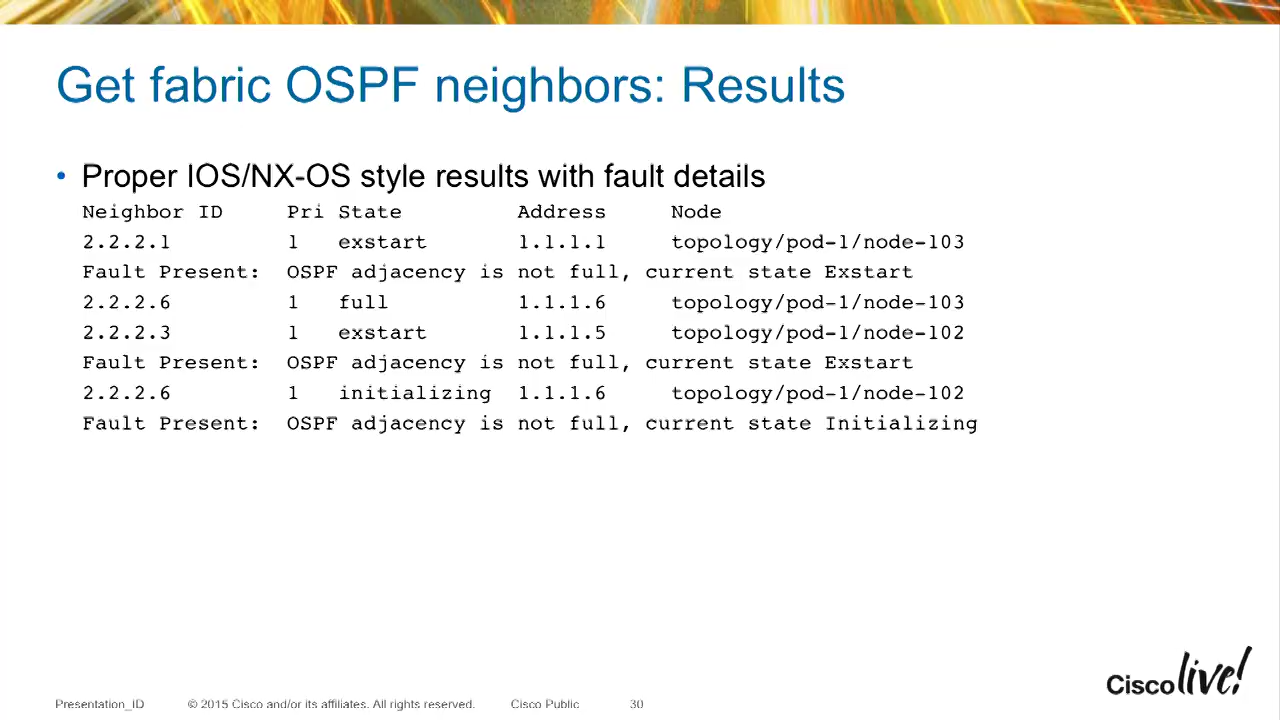 Get fabric OSPF neighbors: Results
• Proper IOS/NX-OS style results with fault details
Neighbor ID Pri State Address Node
2.2.2.1 1 exstart 1.1.1.1 topology/pod-1/node-103
Fault Present: OSPF adjacency is not full, current state Exstart
2.2.2.6 1 full 1.1.1.6 topology/pod-1/node-103
2.2.2.3 1 exstart 1.1.1.5 topology/pod-1/node-102
Fault Present: OSPF adjacency is not full, current state Exstart
2.2.2.6 1 initializing 1.1.1.6 topology/pod-1/node-102
Fault Present: OSPF adjacency is not full, current state Initializing
Cisco live!
Presentation_ID © 2015 Cisco and/or its affiliates. All rights reserved. Cisco Public 30